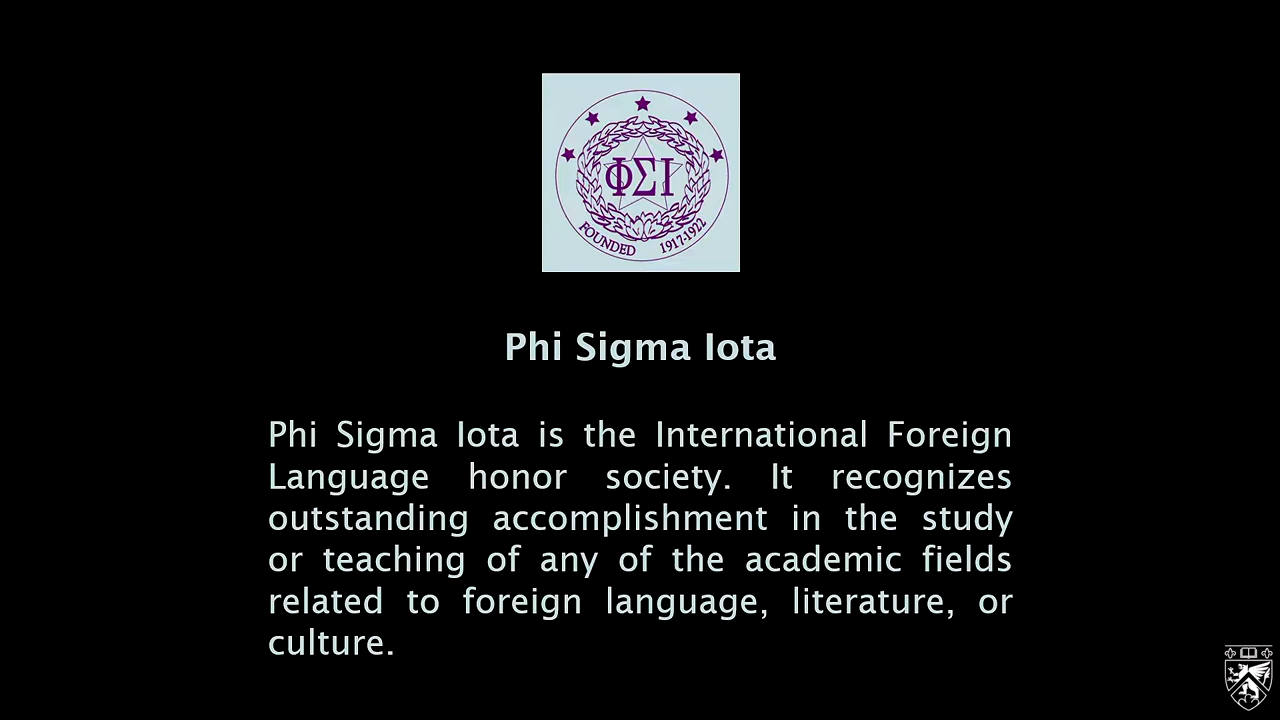 ΦΣΙ
FOUNDED 1917-1922
Phi Sigma Iota
Phi Sigma Iota is the International Foreign
Language honor society. It recognizes
outstanding accomplishment in the study
or teaching of any of the academic fields
related to foreign language, literature, or
culture.